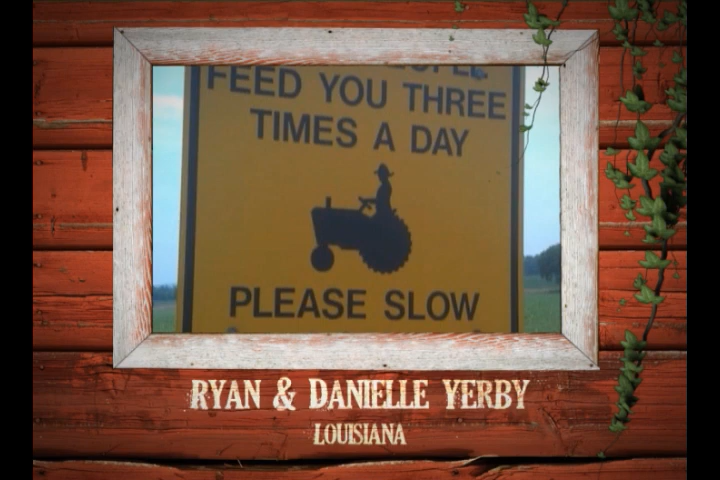 FEED YOU THREE
TIMES A DAY
PLEASE SLOW
RYAN & DANIELLE YERBY
LOUISIANA